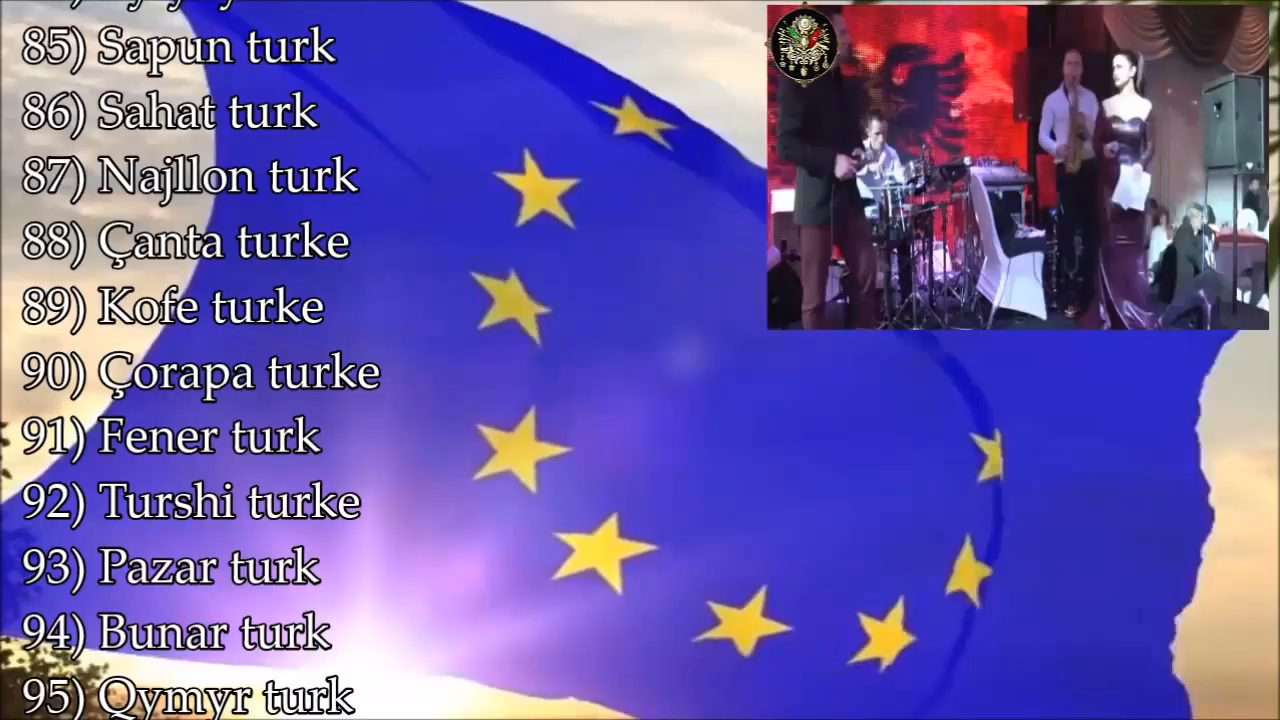 85) Sapun turk
86) Sahat turk
87) Najllon turk
88) Çanta turke
89) Kofe turke
90) Çorapa turke
91) Fener turk
92) Turshi turke
93) Pazar turk
94) Bunar turk
95) Qymyr turk